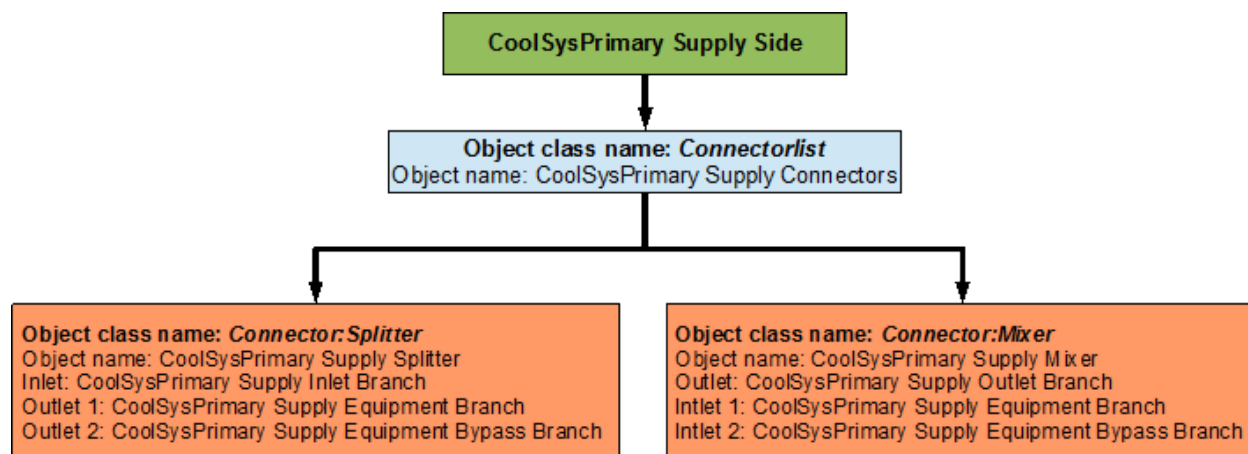 CoolSysPrimary Supply Side
Object class name: Connectorlist
Object name: CoolSysPrimary Supply Connectors
Object class name: Connector:Splitter
Object name: CoolSysPrimary Supply Splitter
Inlet: CoolSysPrimary Supply Inlet Branch
Outlet 1: CoolSysPrimary Supply Equipment Branch
Outlet 2: CoolSysPrimary Supply Equipment Bypass Branch
Object class name: Connector:Mixer
Object name: CoolSysPrimary Supply Mixer
Outlet: CoolSysPrimary Supply Outlet Branch
Intlet 1: CoolSysPrimary Supply Equipment Branch
Intlet 2: CoolSysPrimary Supply Equipment Bypass Branch